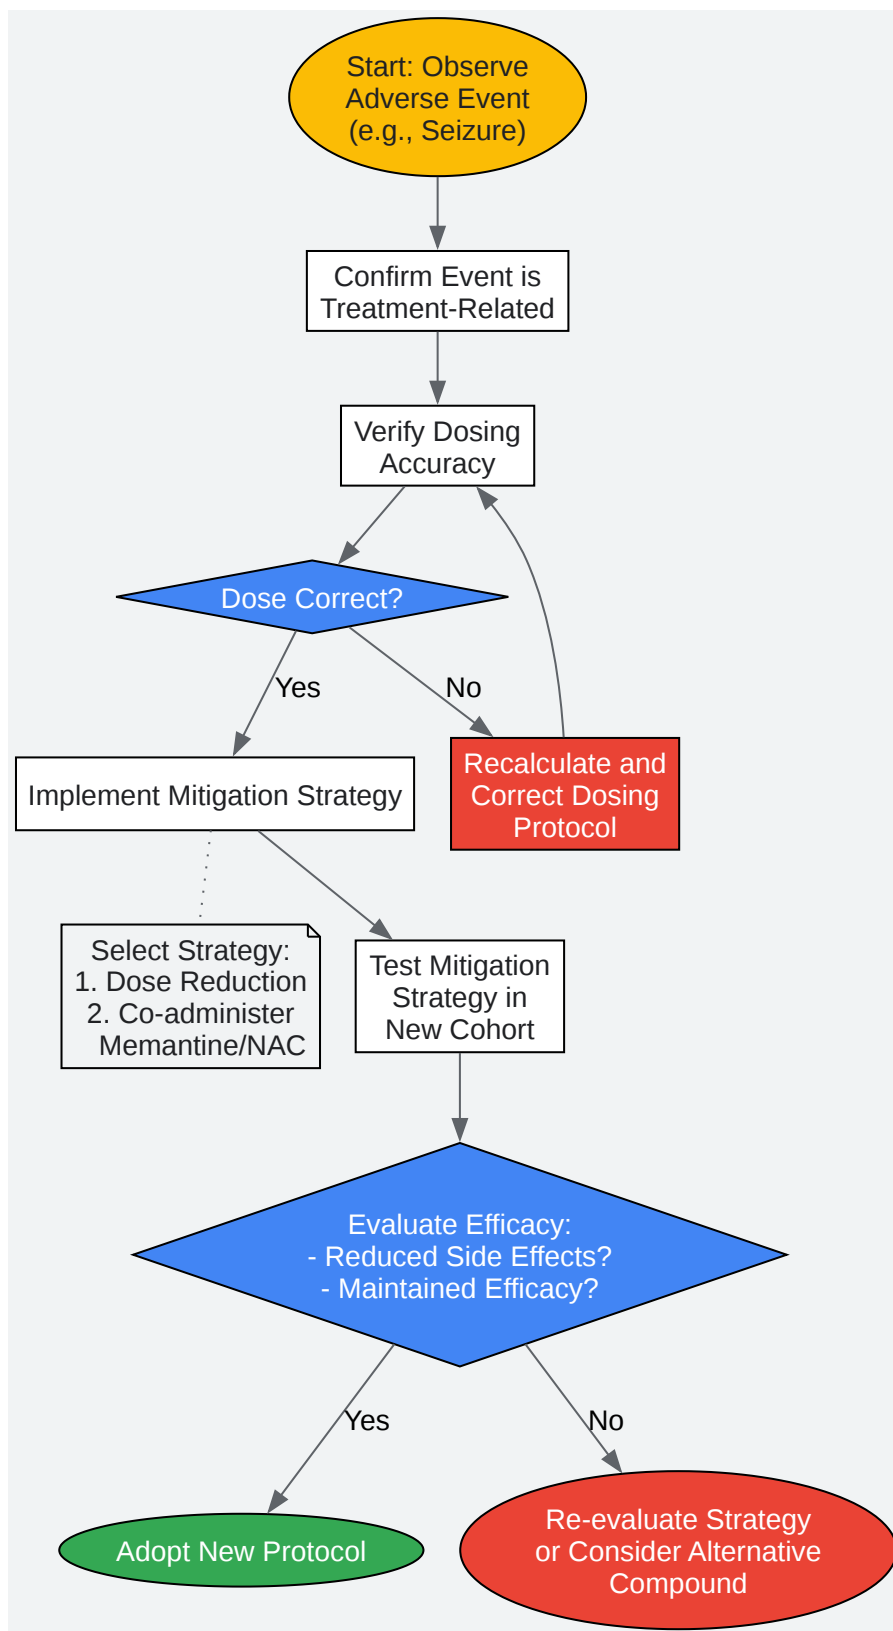 Start: Observe
Adverse Event
(e.g., Seizure)
Confirm Event is
Treatment-Related
Verify Dosing
Accuracy
Dose Correct?
Yes
No
Implement Mitigation Strategy
Recalculate and
Correct Dosing
Protocol
Select Strategy:
1. Dose Reduction
2. Co-administer
Memantine/NAC
Test Mitigation
Strategy in
New Cohort
Evaluate Efficacy:
- Reduced Side Effects?
- Maintained Efficacy?
Yes
No
Adopt New Protocol
Re-evaluate Strategy
or Consider Alternative
Compound